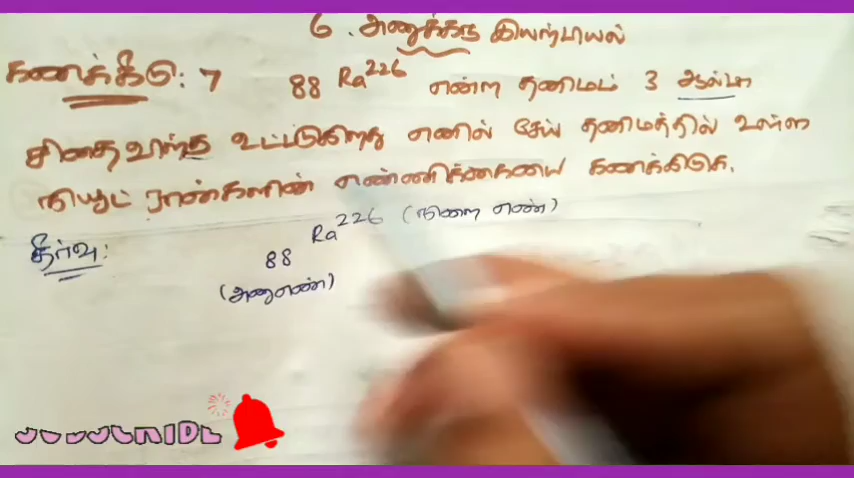 6 . அணுக்கரு இயற்பியல்
கணக்கீடு: 7 88 Ra226 என்ற தனிமம் 3 ஆல்பா
சிதைவிற்கு உட்படுகிறது எனில் சேய் தனிமத்தில் உள்ள
நியூட்ரான்களின் எண்ணிக்கையை கணக்கிடுக.
தீர்வு: 88 Ra226 (நிறை எண்)
(அணுஎண்)
SUBSCRIBE